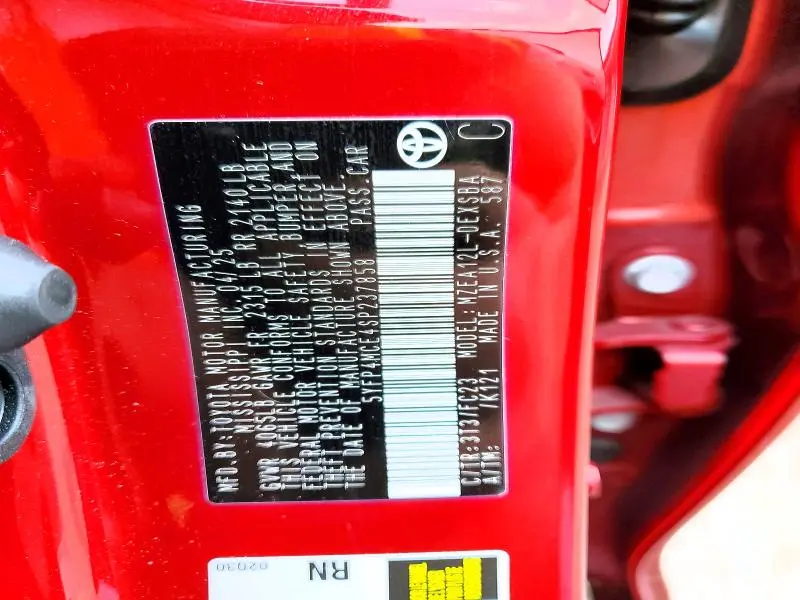 MFD.BY:TOYOTA MOTOR MANUFACTURING
MISSISSIPPI INC. 04/25
GVWR 4065LB GAWR FR 2315 LB RR 2140LB
THIS VEHICLE CONFORMS TO ALL APPLICABLE
FEDERAL MOTOR VEHICLE SAFETY, BUMPER AND
THEFT PREVENTION STANDARDS IN EFFECT ON
THE DATE OF MANUFACTURE SHOWN ABOVE.
5YFP4MCE4SP237858 PASS.CAR
C/TR:3T3/FC23 MODEL:MZEA12L-DEXSBA
A/TM: /K121 MADE IN U.S.A. 587
C
02030
RN